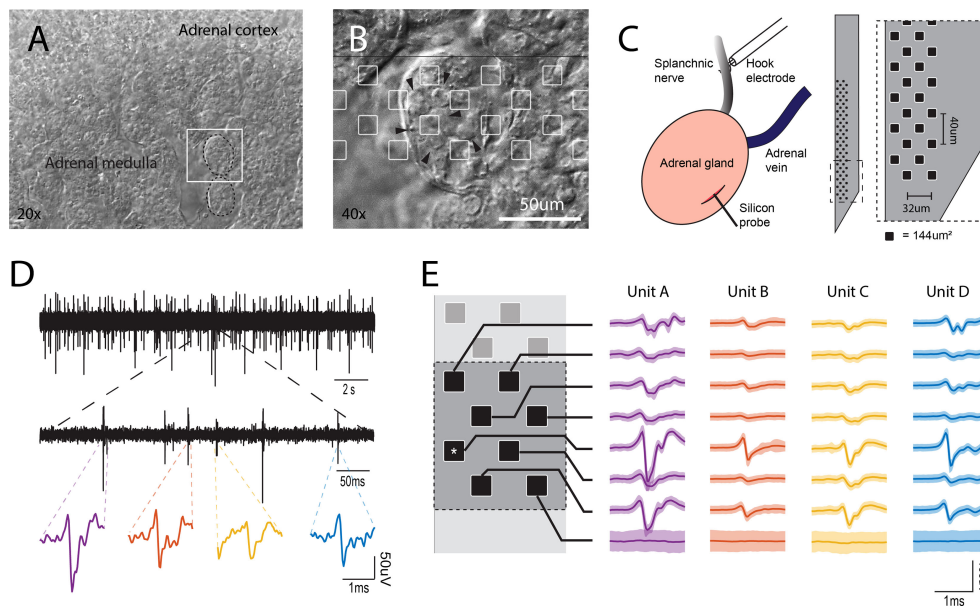 A
Adrenal cortex
Adrenal medulla
20x
B
40x
50um
C
Splanchnic
nerve
Hook
electrode
Adrenal gland
Adrenal
vein
Silicon
probe
40um
32um
= 144um²
D
2 s
50ms
50uV
1ms
E
Unit A
Unit B
Unit C
Unit D
*
1ms